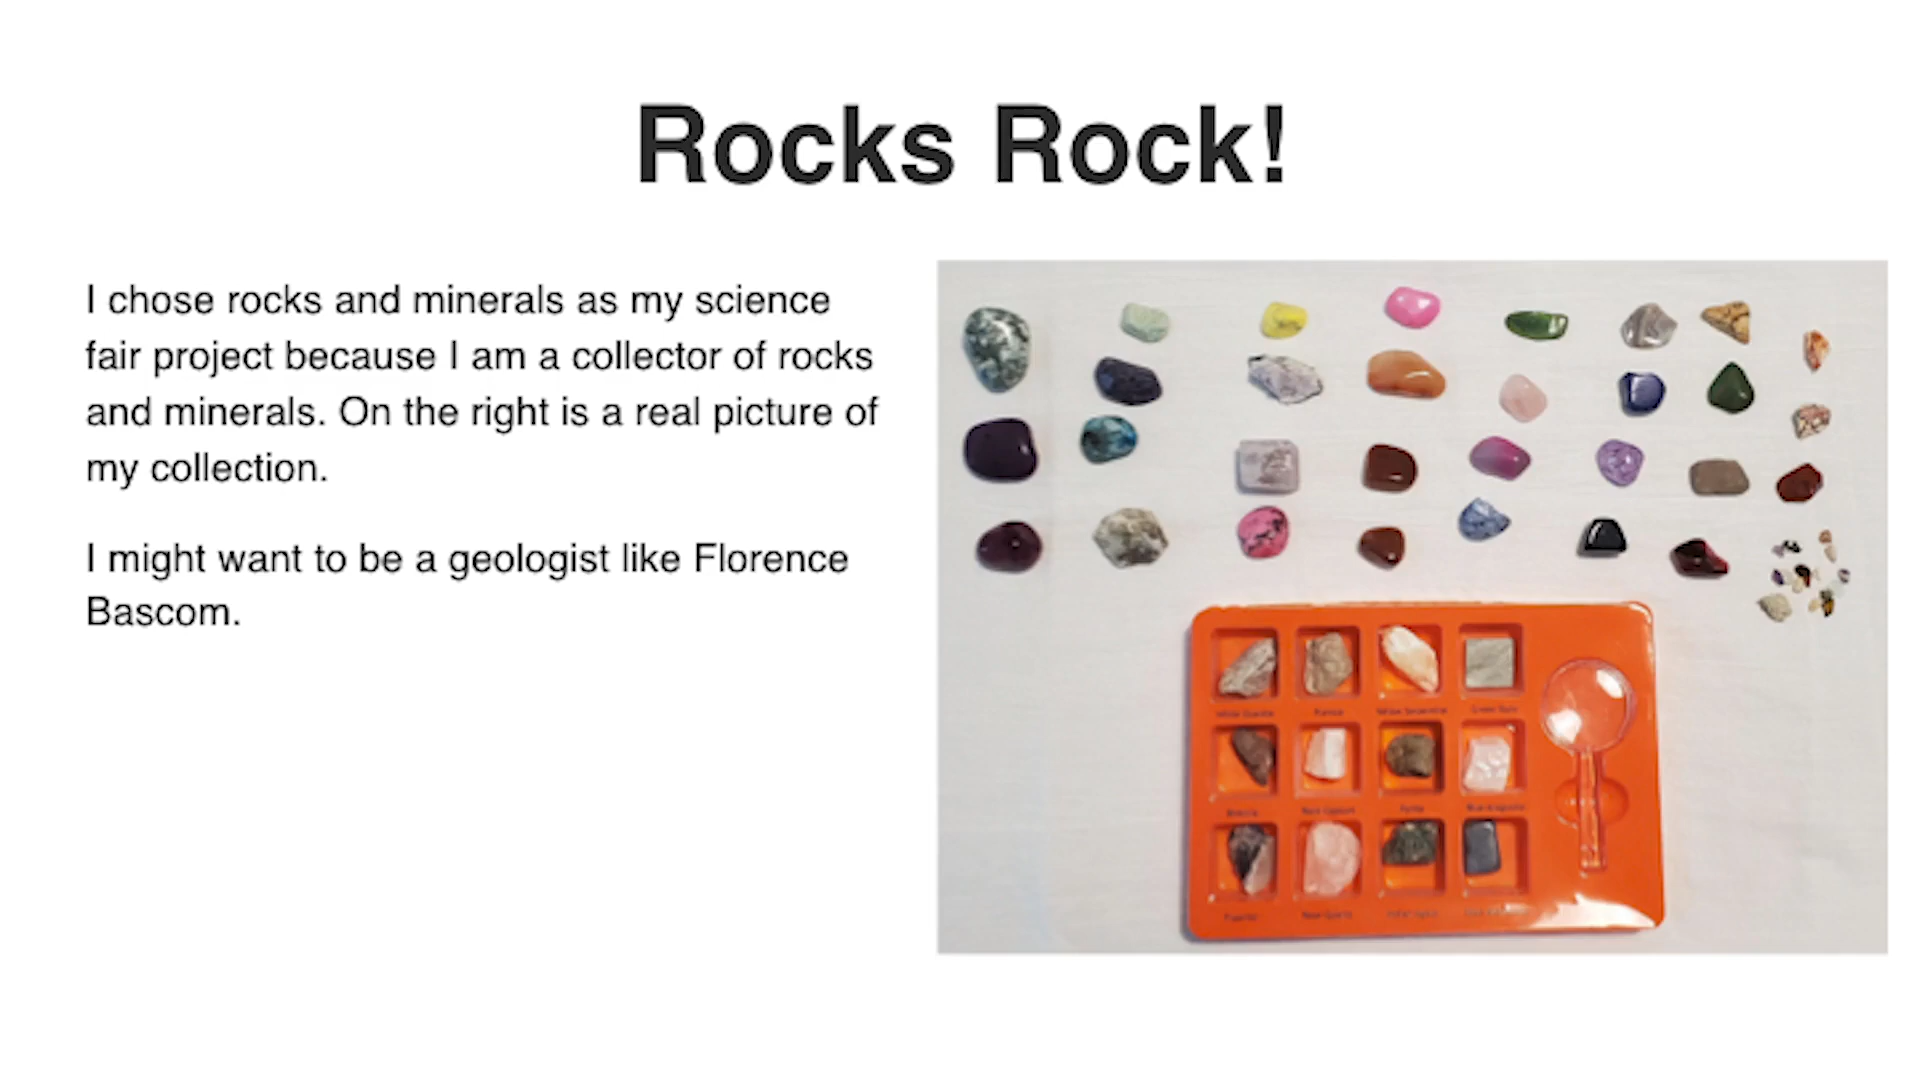 Rocks Rock!
I chose rocks and minerals as my science
fair project because I am a collector of rocks
and minerals. On the right is a real picture of
my collection.
I might want to be a geologist like Florence
Bascom.